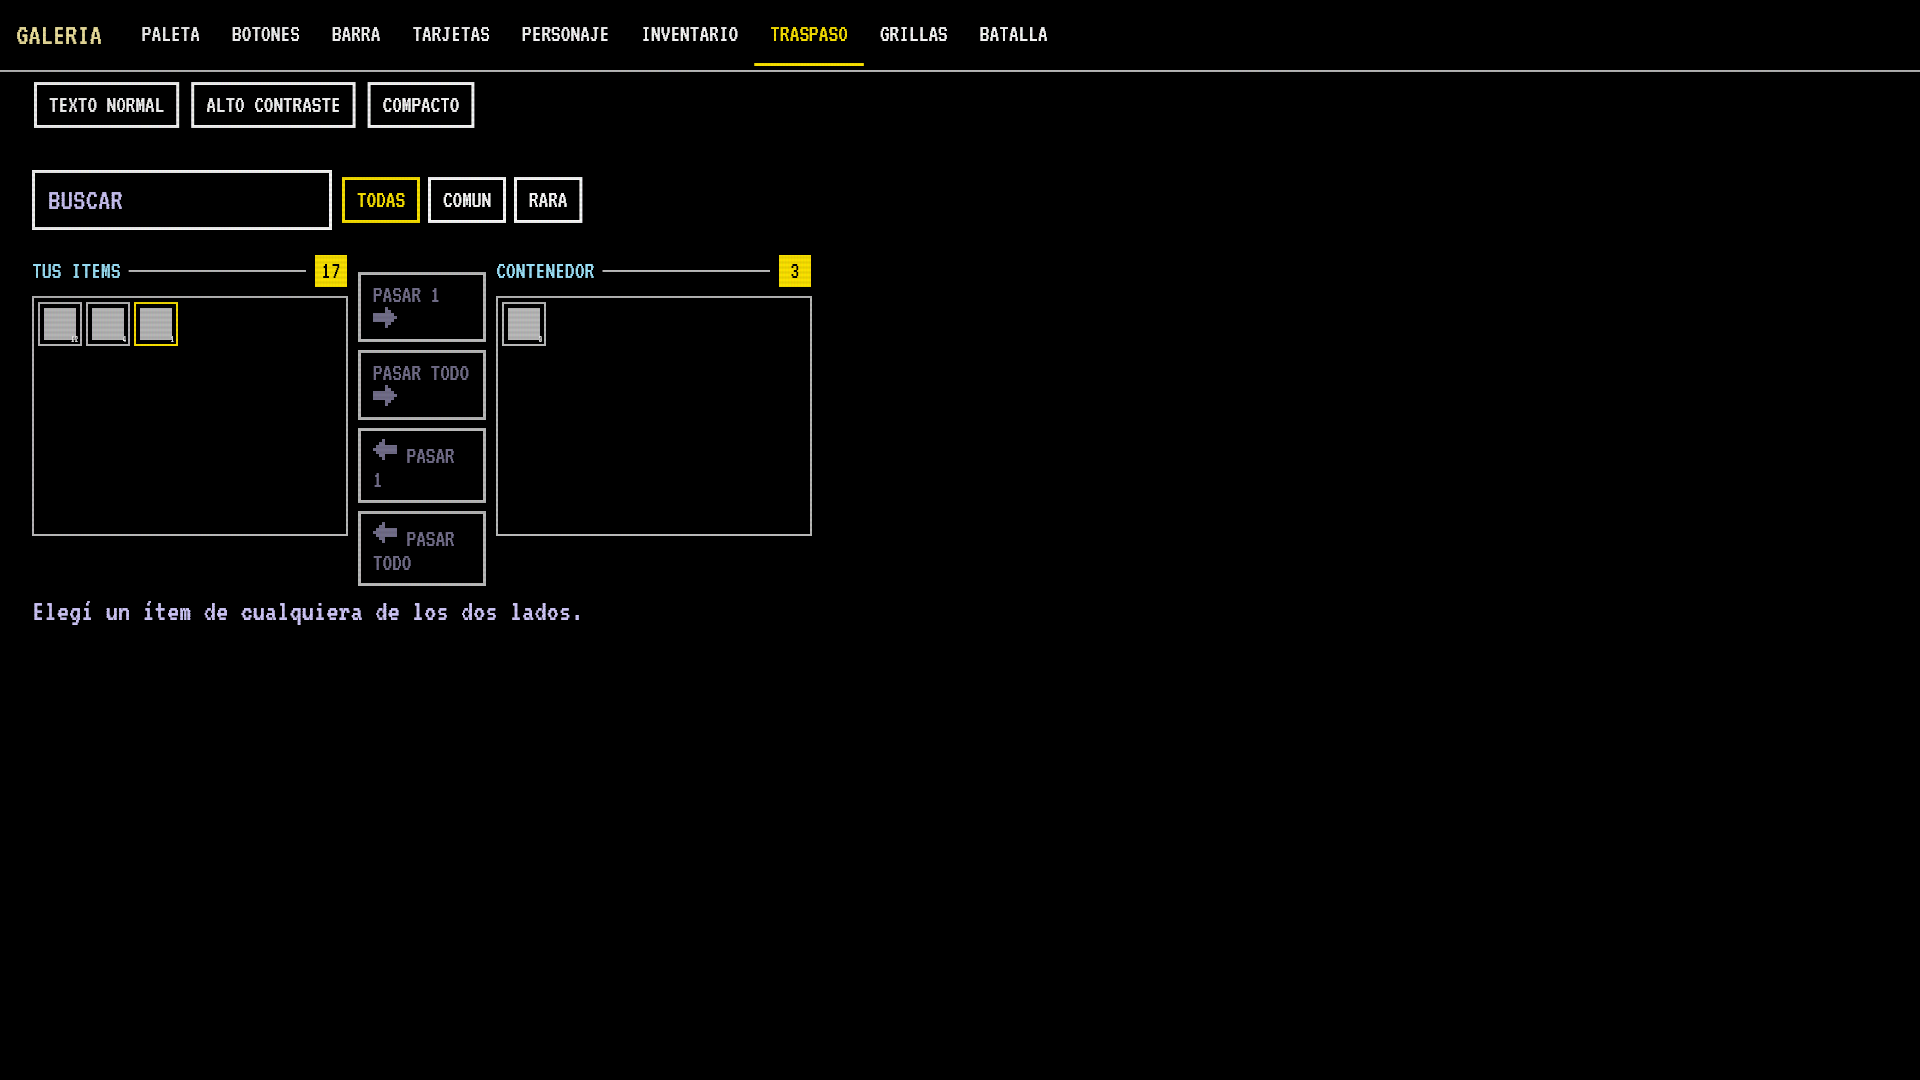 GALERIA PALETA BOTONES BARRA TARJETAS PERSONAJE INVENTARIO TRASPASO GRILLAS BATALLA
TEXTO NORMAL ALTO CONTRASTE COMPACTO
BUSCAR TODAS COMUN RARA
TUS ITEMS 17
PASAR 1
PASAR TODO
PASAR
1
PASAR
TODO
CONTENEDOR 3
Elegí un ítem de cualquiera de los dos lados.